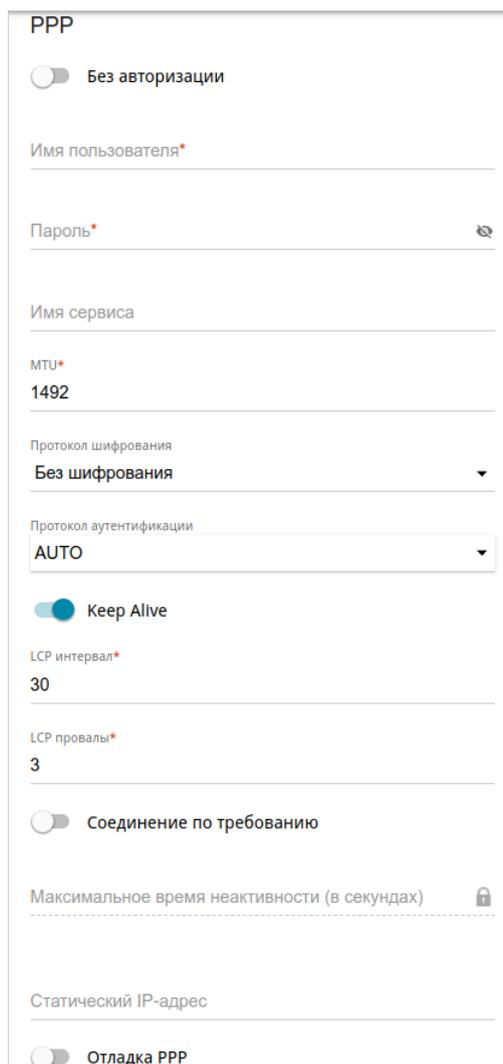 PPP
Без авторизации
Имя пользователя*
Пароль*
Имя сервиса
MTU*
1492
Протокол шифрования
Без шифрования
Протокол аутентификации
AUTO
Keep Alive
LCP интервал*
30
LCP провалы*
3
Соединение по требованию
Максимальное время неактивности (в секундах)
Статический IP-адрес
Отладка PPP